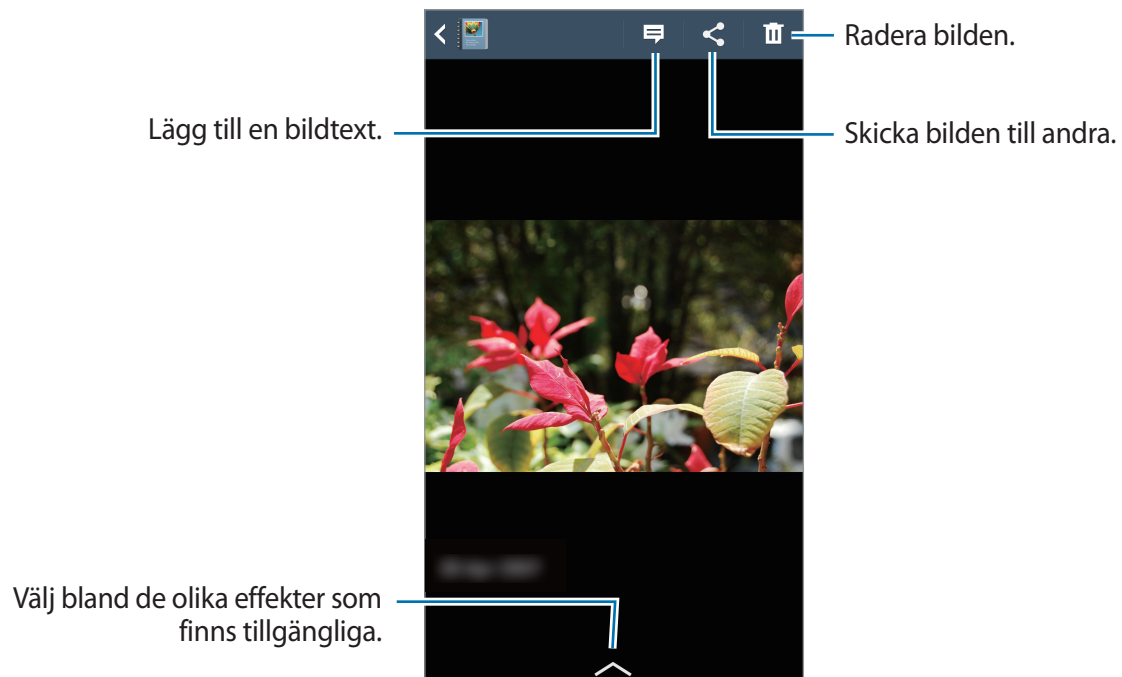 Radera bilden.
Lägg till en bildtext.
Skicka bilden till andra.
Välj bland de olika effekter som
finns tillgängliga.